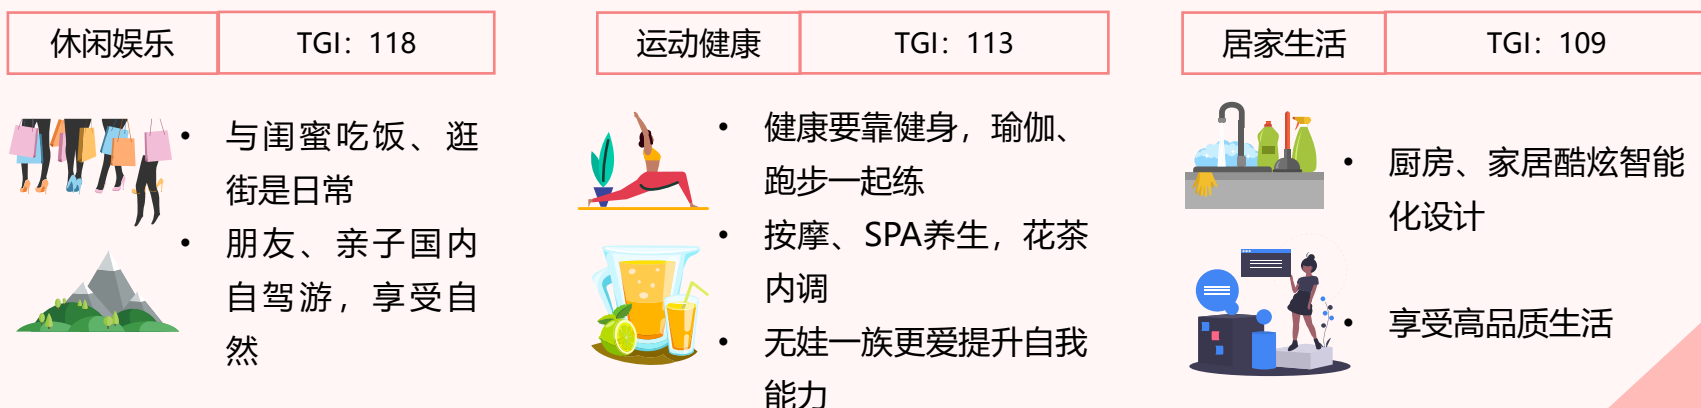 休闲娱乐
TGI：118
• 与闺蜜吃饭、逛
街是日常
• 朋友、亲子国内
自驾游，享受自
然
运动健康
TGI：113
• 健康要靠健身，瑜伽、
跑步一起练
• 按摩、SPA养生，花茶
内调
• 无娃一族更爱提升自我
能力
居家生活
TGI：109
• 厨房、家居酷炫智能
化设计
• 享受高品质生活